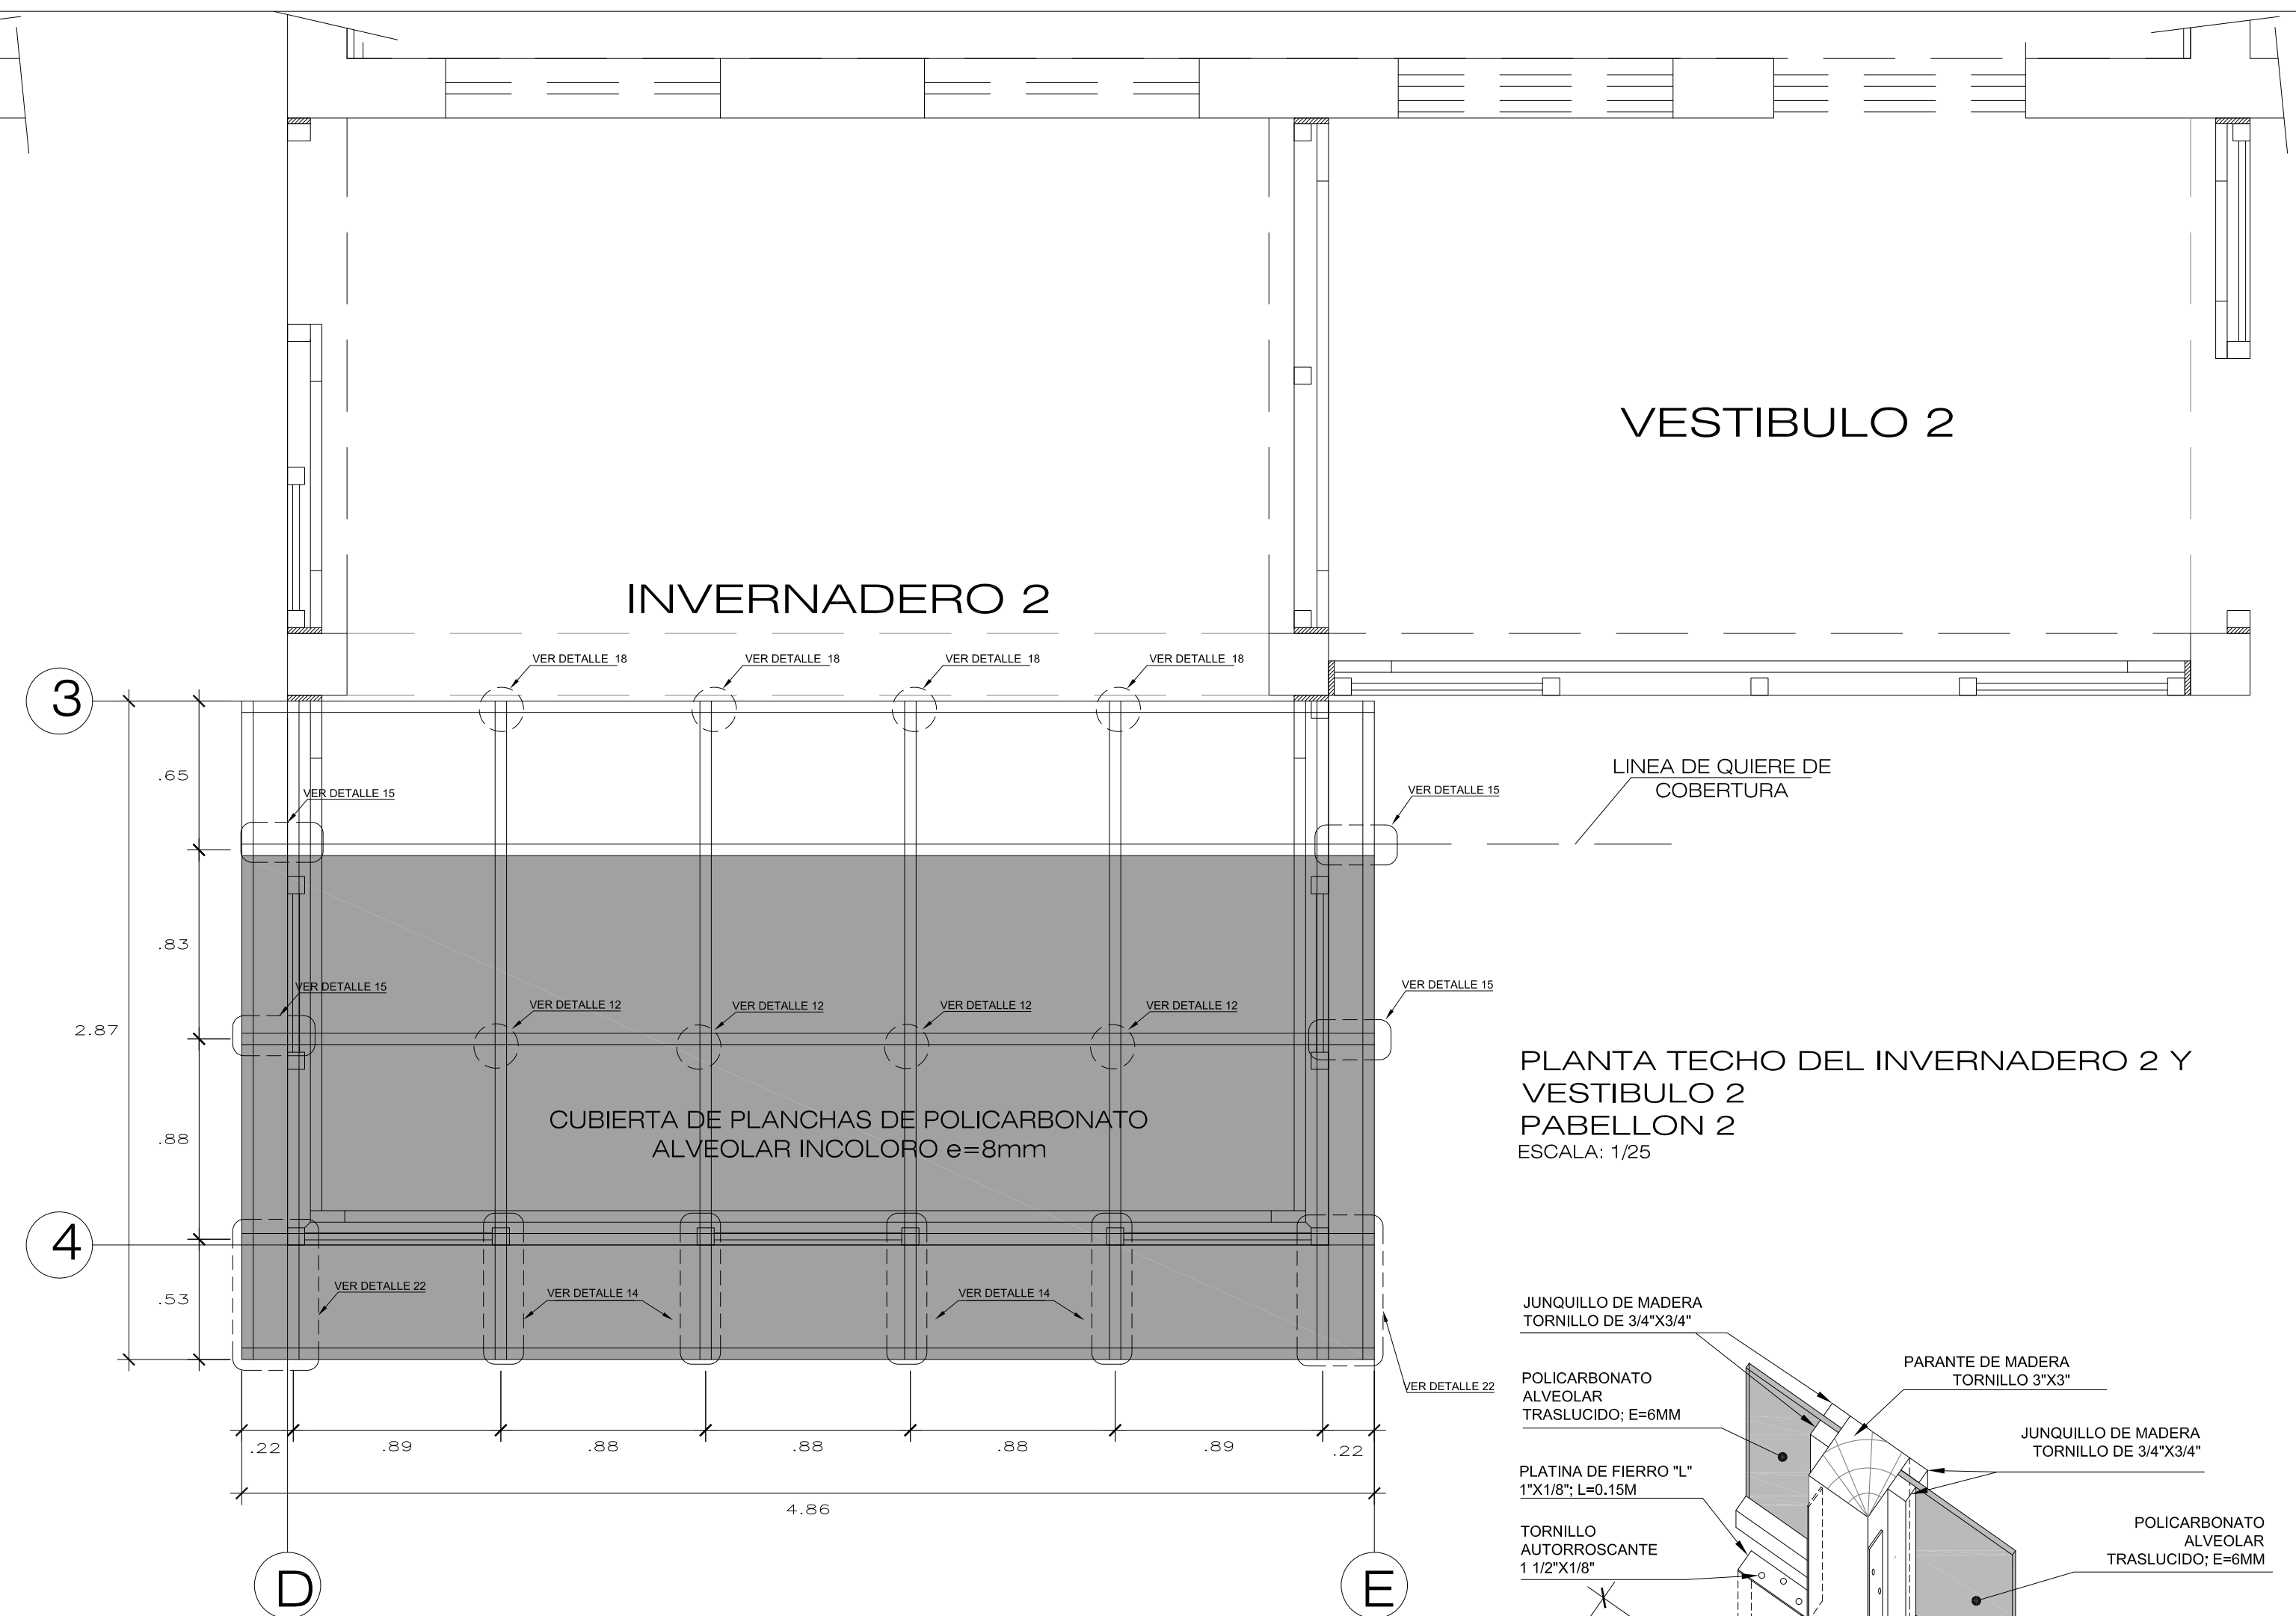 VESTIBULO 2
INVERNADERO 2
VER DETALLE 18
VER DETALLE 18
VER DETALLE 18
VER DETALLE 18
3
.65
LINEA DE QUIERE DE
COBERTURA
VER DETALLE 15
VER DETALLE 15
.83
VER DETALLE 15
VER DETALLE 12
VER DETALLE 12
VER DETALLE 12
VER DETALLE 12
VER DETALLE 15
2.87
PLANTA TECHO DEL INVERNADERO 2 Y
VESTIBULO 2
PABELLON 2
ESCALA: 1/25
CUBIERTA DE PLANCHAS DE POLICARBONATO
ALVEOLAR INCOLORO e=8mm
.88
4
.53
VER DETALLE 22
VER DETALLE 14
VER DETALLE 14
VER DETALLE 22
.22
.89
.88
.88
.88
.89
.22
4.86
D
E
JUNQUILLO DE MADERA
TORNILLO DE 3/4"X3/4"
PARANTE DE MADERA
TORNILLO 3"X3"
POLICARBONATO
ALVEOLAR
TRASLUCIDO; E=6MM
JUNQUILLO DE MADERA
TORNILLO DE 3/4"X3/4"
PLATINA DE FIERRO "L"
1"X1/8"; L=0.15M
TORNILLO
AUTORROSCANTE
1 1/2"X1/8"
POLICARBONATO
ALVEOLAR
TRASLUCIDO; E=6MM